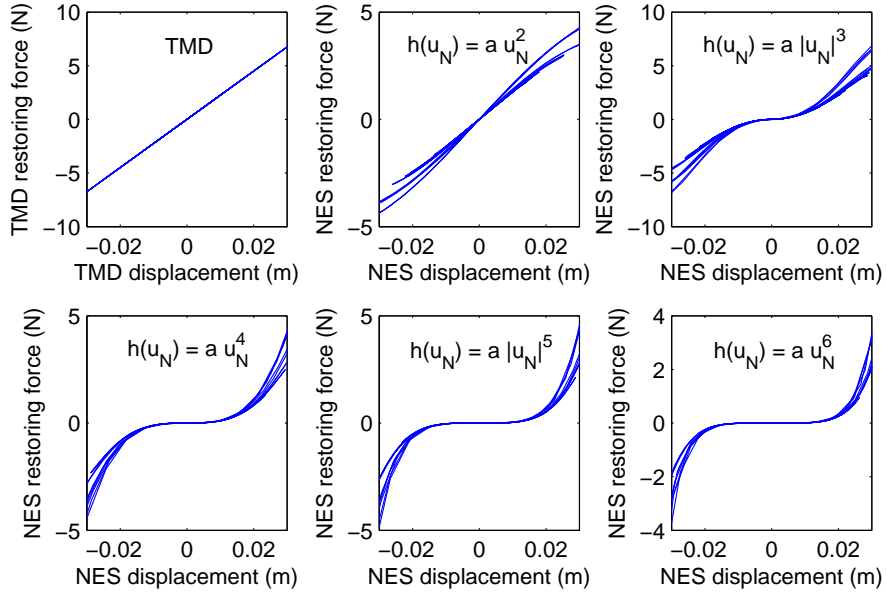 TMD
TMD restoring force (N)
10
5
0
−5
−10
−0.02 0 0.02
TMD displacement (m)
h(u_N) = a u_N^2
NES restoring force (N)
5
0
−5
−0.02 0 0.02
NES displacement (m)
h(u_N) = a |u_N|^3
NES restoring force (N)
10
5
0
−5
−10
−0.02 0 0.02
NES displacement (m)
h(u_N) = a u_N^4
NES restoring force (N)
5
0
−5
−0.02 0 0.02
NES displacement (m)
h(u_N) = a |u_N|^5
NES restoring force (N)
5
0
−5
−0.02 0 0.02
NES displacement (m)
h(u_N) = a u_N^6
NES restoring force (N)
4
2
0
−2
−4
−0.02 0 0.02
NES displacement (m)